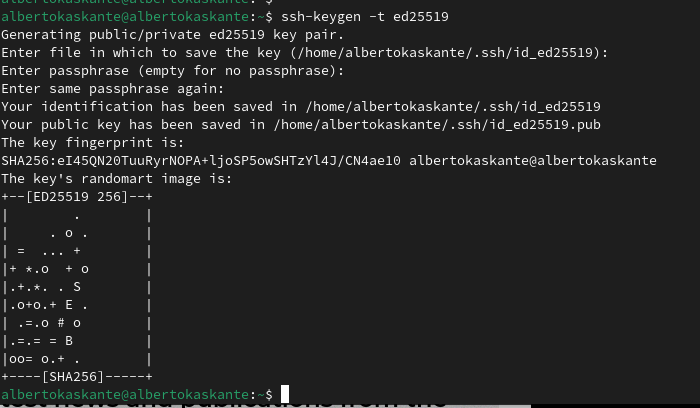 albertokaskante@albertokaskante:~$ ssh-keygen -t ed25519
Generating public/private ed25519 key pair.
Enter file in which to save the key (/home/albertokaskante/.ssh/id_ed25519):
Enter passphrase (empty for no passphrase):
Enter same passphrase again:
Your identification has been saved in /home/albertokaskante/.ssh/id_ed25519
Your public key has been saved in /home/albertokaskante/.ssh/id_ed25519.pub
The key fingerprint is:
SHA256:eI45QN20TuuRyrNOPA+ljoSP5owSHTzYl4J/CN4ae10 albertokaskante@albertokaskante
The key's randomart image is:
+--[ED25519 256]--+
|        .        |
|     . o .       |
| =  ... +        |
|+ *.o  + o       |
|.+.*. . S        |
|.o+o.+ E .       |
| .=.o # o        |
|.=.= = B         |
|oo= o.+ .        |
+----[SHA256]-----+
albertokaskante@albertokaskante:~$